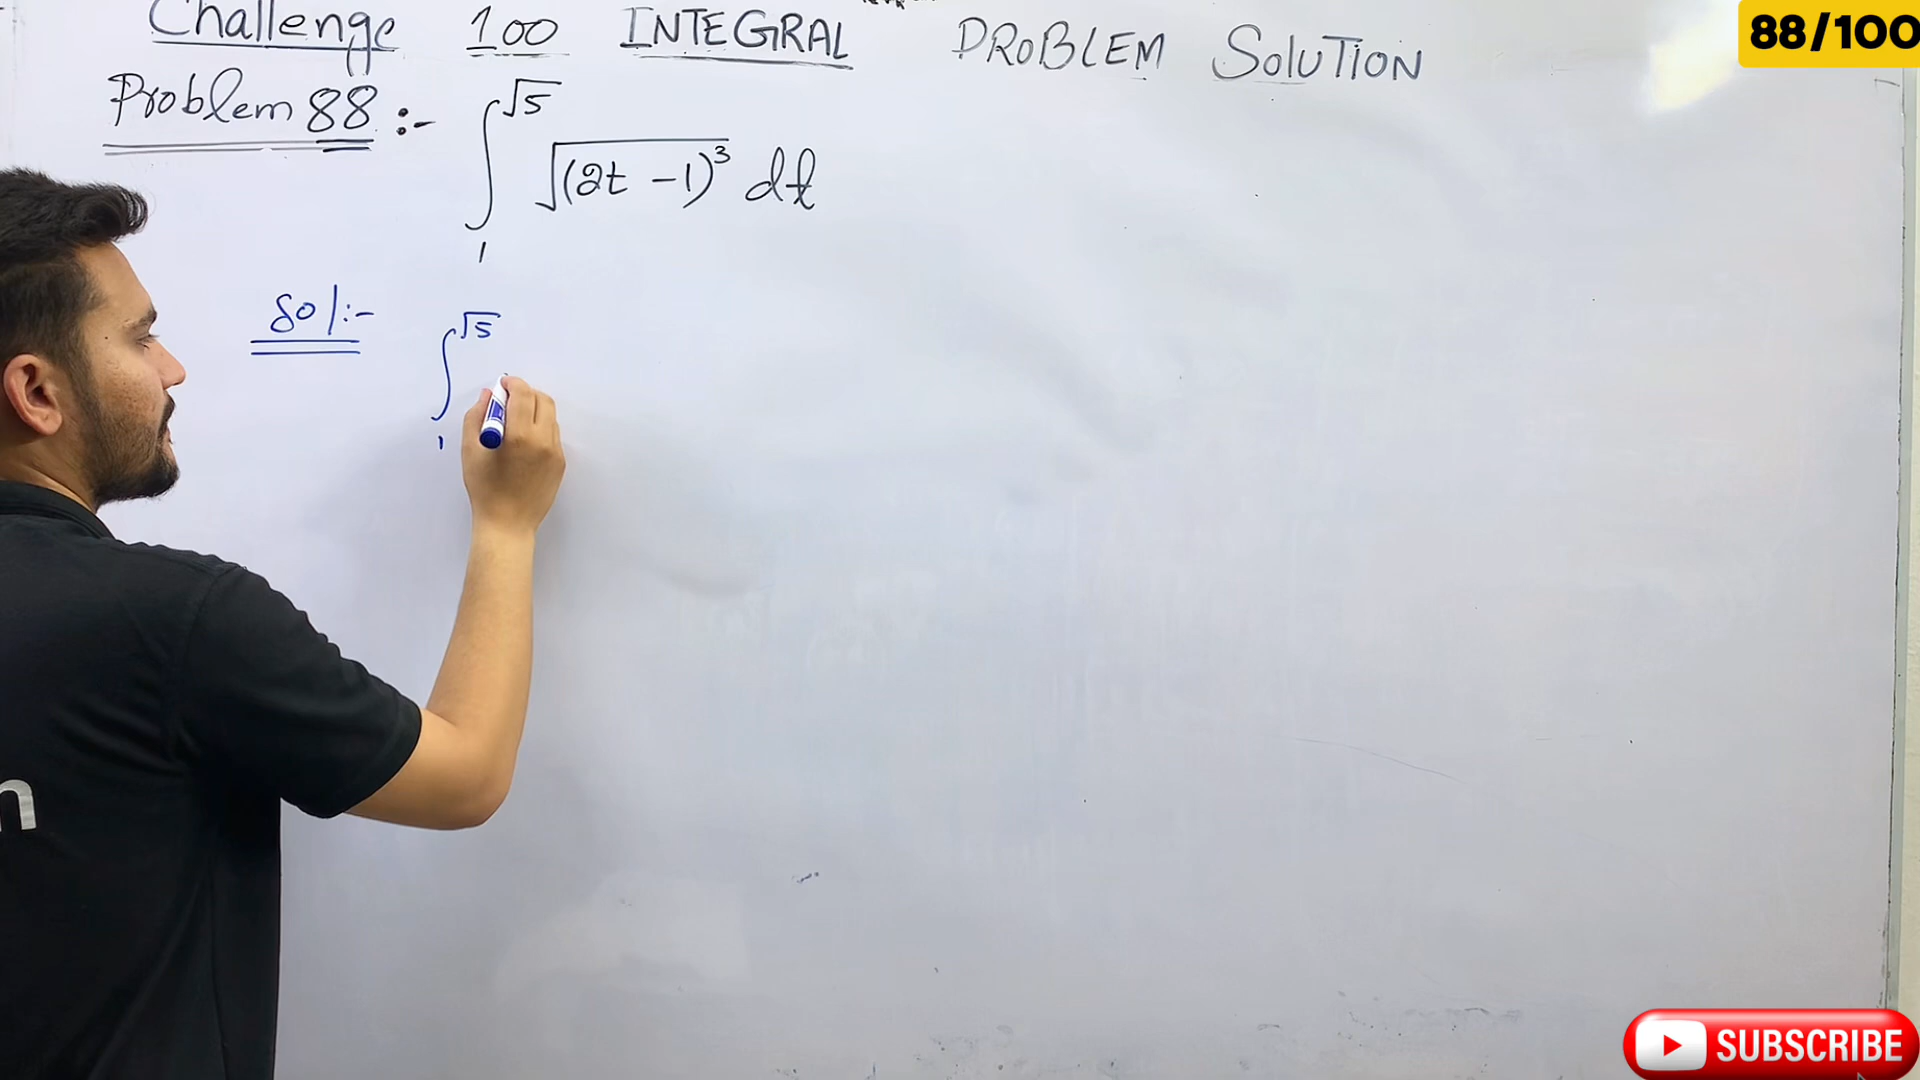 Challenge 100 INTEGRAL PROBLEM SOLUTION
88/100
Problem 88 :- ∫₁^√5 √(2t - 1)³ dt
Sol:- ∫₁^√5
n
SUBSCRIBE